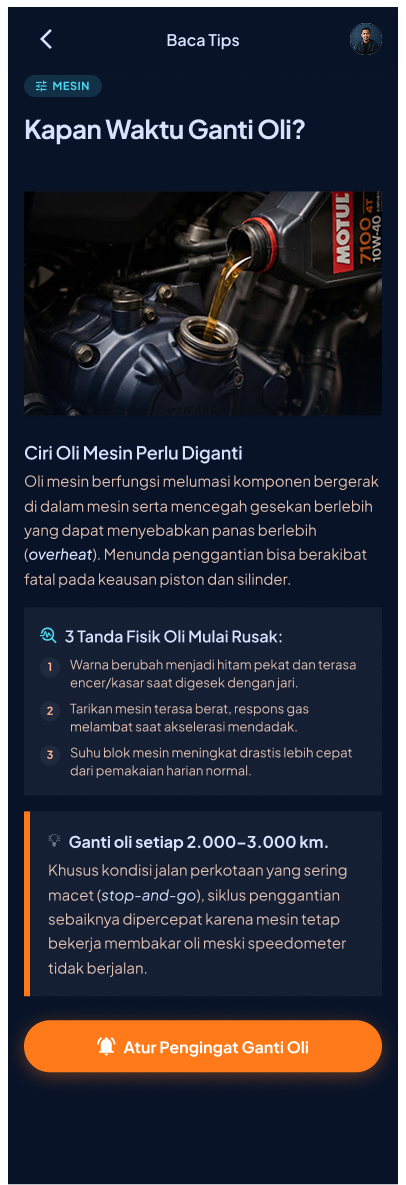 Baca Tips
MESIN
Kapan Waktu Ganti Oli?
MOTUL
7100
4T
10W-40
Ciri Oli Mesin Perlu Diganti
Oli mesin berfungsi melumasi komponen bergerak
di dalam mesin serta mencegah gesekan berlebih
yang dapat menyebabkan panas berlebih
(overheat). Menunda penggantian bisa berakibat
fatal pada keausan piston dan silinder.
3 Tanda Fisik Oli Mulai Rusak:
1 Warna berubah menjadi hitam pekat dan terasa
encer/kasar saat digesek dengan jari.
2 Tarikan mesin terasa berat, respons gas
melambat saat akselerasi mendadak.
3 Suhu blok mesin meningkat drastis lebih cepat
dari pemakaian harian normal.
Ganti oli setiap 2.000–3.000 km.
Khusus kondisi jalan perkotaan yang sering
macet (stop-and-go), siklus penggantian
sebaiknya dipercepat karena mesin tetap
bekerja membakar oli meski speedometer
tidak berjalan.
Atur Pengingat Ganti Oli